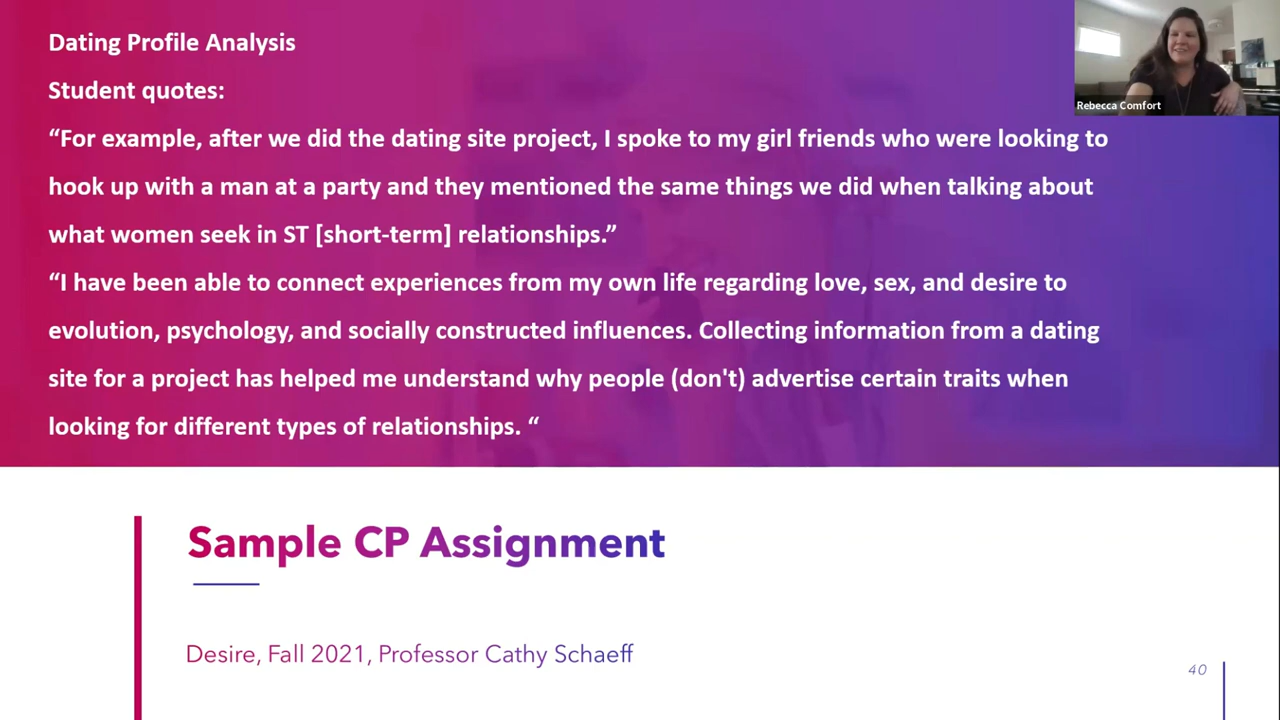 Dating Profile Analysis
Student quotes:
“For example, after we did the dating site project, I spoke to my girl friends who were looking to
hook up with a man at a party and they mentioned the same things we did when talking about
what women seek in ST [short-term] relationships.”
“I have been able to connect experiences from my own life regarding love, sex, and desire to
evolution, psychology, and socially constructed influences. Collecting information from a dating
site for a project has helped me understand why people (don't) advertise certain traits when
looking for different types of relationships. “
Rebecca Comfort
Sample CP Assignment
Desire, Fall 2021, Professor Cathy Schaeff
40